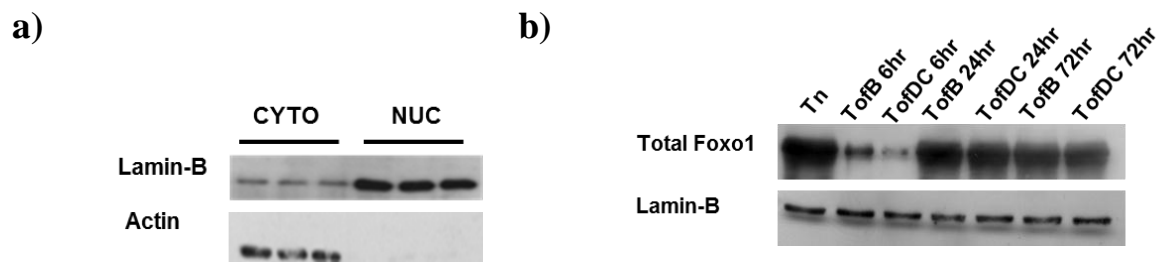 a)
CYTO NUC
Lamin-B
Actin
b)
Tn TofB 6hr TofDC 6hr TofB 24hr TofDC 24hr TofB 72hr TofDC 72hr
Total Foxo1
Lamin-B